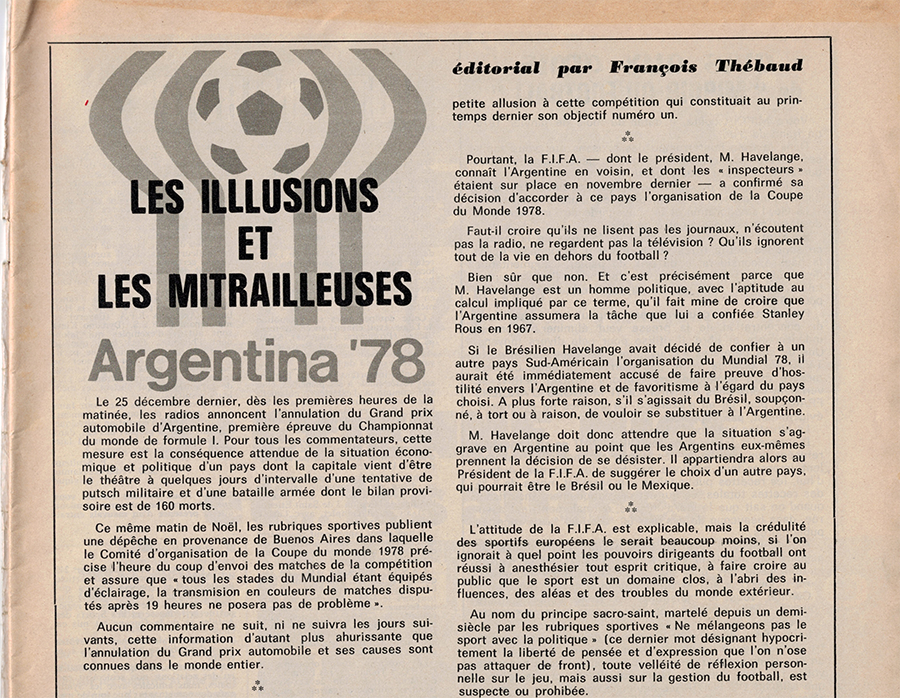 LES ILLLUSIONS
ET
LES MITRAILLEUSES
Argentina '78
Le 25 décembre dernier, dès les premières heures de la
matinée, les radios annoncent l'annulation du Grand prix
automobile d'Argentine, première épreuve du Championnat
du monde de formule I. Pour tous les commentateurs, cette
mesure est la conséquence attendue de la situation écono-
mique et politique d'un pays dont la capitale vient d'être
le théâtre à quelques jours d'intervalle d'une tentative de
putsch militaire et d'une bataille armée dont le bilan provi-
soire est de 160 morts.
Ce même matin de Noël, les rubriques sportives publient
une dépêche en provenance de Buenos Aires dans laquelle
le Comité d'organisation de la Coupe du monde 1978 pré-
cise l'heure du coup d'envoi des matches de la compétition
et assure que « tous les stades du Mundial étant équipés
d'éclairage, la transmission en couleurs de matches dispu-
tés après 19 heures ne posera pas de problème ».
Aucun commentaire ne suit, ni ne suivra les jours sui-
vants, cette information d'autant plus ahurissante que
l'annulation du Grand prix automobile et ses causes sont
connues dans le monde entier.
éditorial par François Thébaud
petite allusion à cette compétition qui constituait au prin-
temps dernier son objectif numéro un.
Pourtant, la F.I.F.A. — dont le président, M. Havelange,
connaît l'Argentine en voisin, et dont les « inspecteurs »
étaient sur place en novembre dernier — a confirmé sa
décision d'accorder à ce pays l'organisation de la Coupe
du Monde 1978.
Faut-il croire qu'ils ne lisent pas les journaux, n'écoutent
pas la radio, ne regardent pas la télévision ? Qu'ils ignorent
tout de la vie en dehors du football ?
Bien sûr que non. Et c'est précisément parce que
M. Havelange est un homme politique, avec l'aptitude au
calcul impliqué par ce terme, qu'il fait mine de croire que
l'Argentine assumera la tâche que lui a confiée Stanley
Rous en 1967.
Si le Brésilien Havelange avait décidé de confier à un
autre pays Sud-Américain l'organisation du Mundial 78, il
aurait été immédiatement accusé de faire preuve d'hos-
tilité envers l'Argentine et de favoritisme à l'égard du pays
choisi. A plus forte raison, s'il s'agissait du Brésil, soupçon-
né, à tort ou à raison, de vouloir se substituer à l'Argentine.
M. Havelange doit donc attendre que la situation s'ag-
grave en Argentine au point que les Argentins eux-mêmes
prennent la décision de se désister. Il appartiendra alors au
Président de la F.I.F.A. de suggérer le choix d'un autre pays,
qui pourrait être le Brésil ou le Mexique.
L'attitude de la F.I.F.A. est explicable, mais la crédulité
des sportifs européens le serait beaucoup moins, si l'on
ignorait à quel point les pouvoirs dirigeants du football ont
réussi à anesthésier tout esprit critique, à faire croire au
public que le sport est un domaine clos, à l'abri des in-
fluences, des aléas et des troubles du monde extérieur.
Au nom du principe sacro-saint, martelé depuis un demi-
siècle par les rubriques sportives « Ne mélangeons pas le
sport avec la politique » (ce dernier mot désignant hypocri-
tement la liberté de pensée et d'expression que l'on n'ose
pas attaquer de front), toute velléité de réflexion person-
nelle sur le jeu, mais aussi sur la gestion du football, est
suspecte ou prohibée.